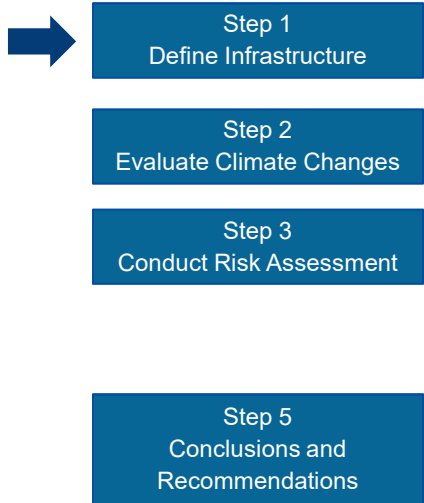 Step 1
Define Infrastructure
Step 2
Evaluate Climate Changes
Step 3
Conduct Risk Assessment
Step 5
Conclusions and
Recommendations